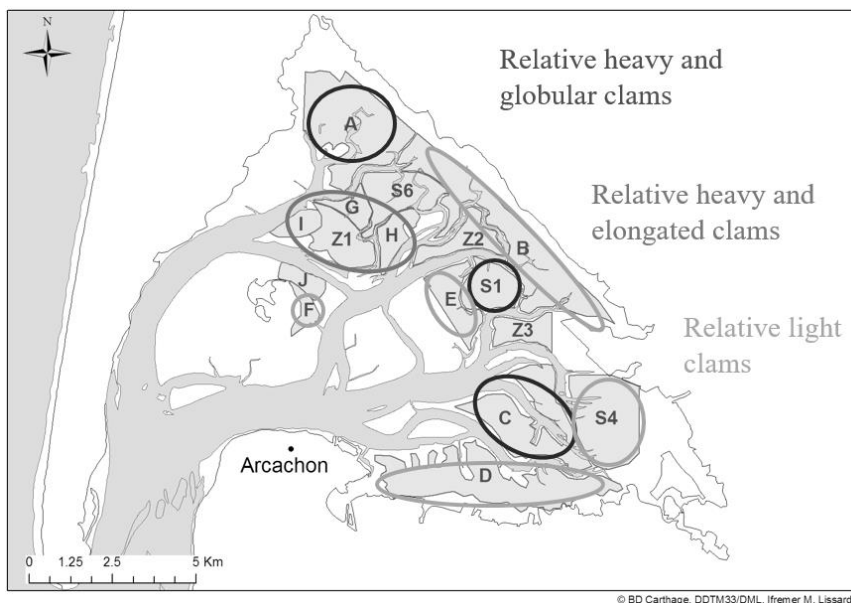 N
Relative heavy and
globular clams
A
S6
G
Relative heavy and
elongated clams
I
Z1
H
Z2
B
J
S1
E
F
Z3
Relative light
clams
C
S4
Arcachon
D
0 1.25 2.5 5 Km
© BD Carthage, DDTM33/DML, Ifremer M. Lissard